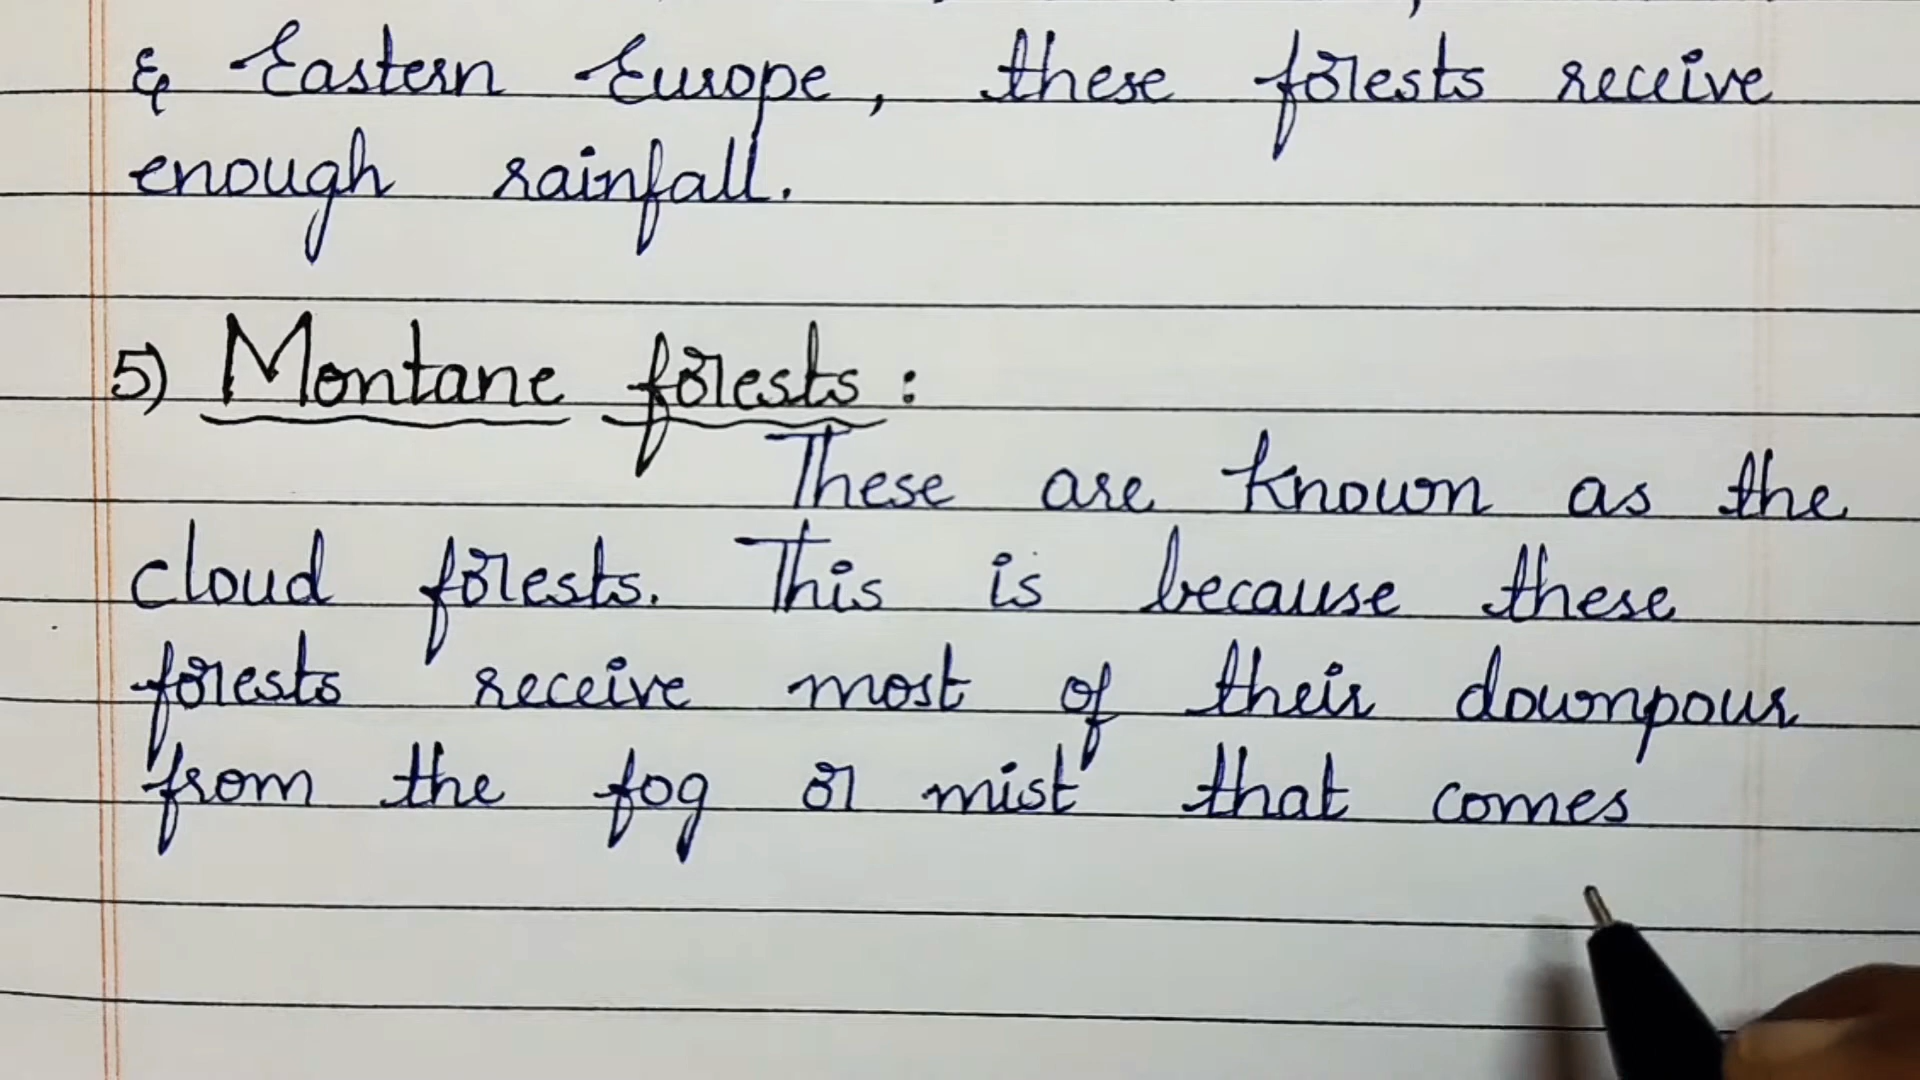 & Eastern Europe, these forests receive
enough rainfall.
5) Montane forests:
These are known as the
cloud forests. This is because these
forests receive most of their downpour
from the fog or mist that comes